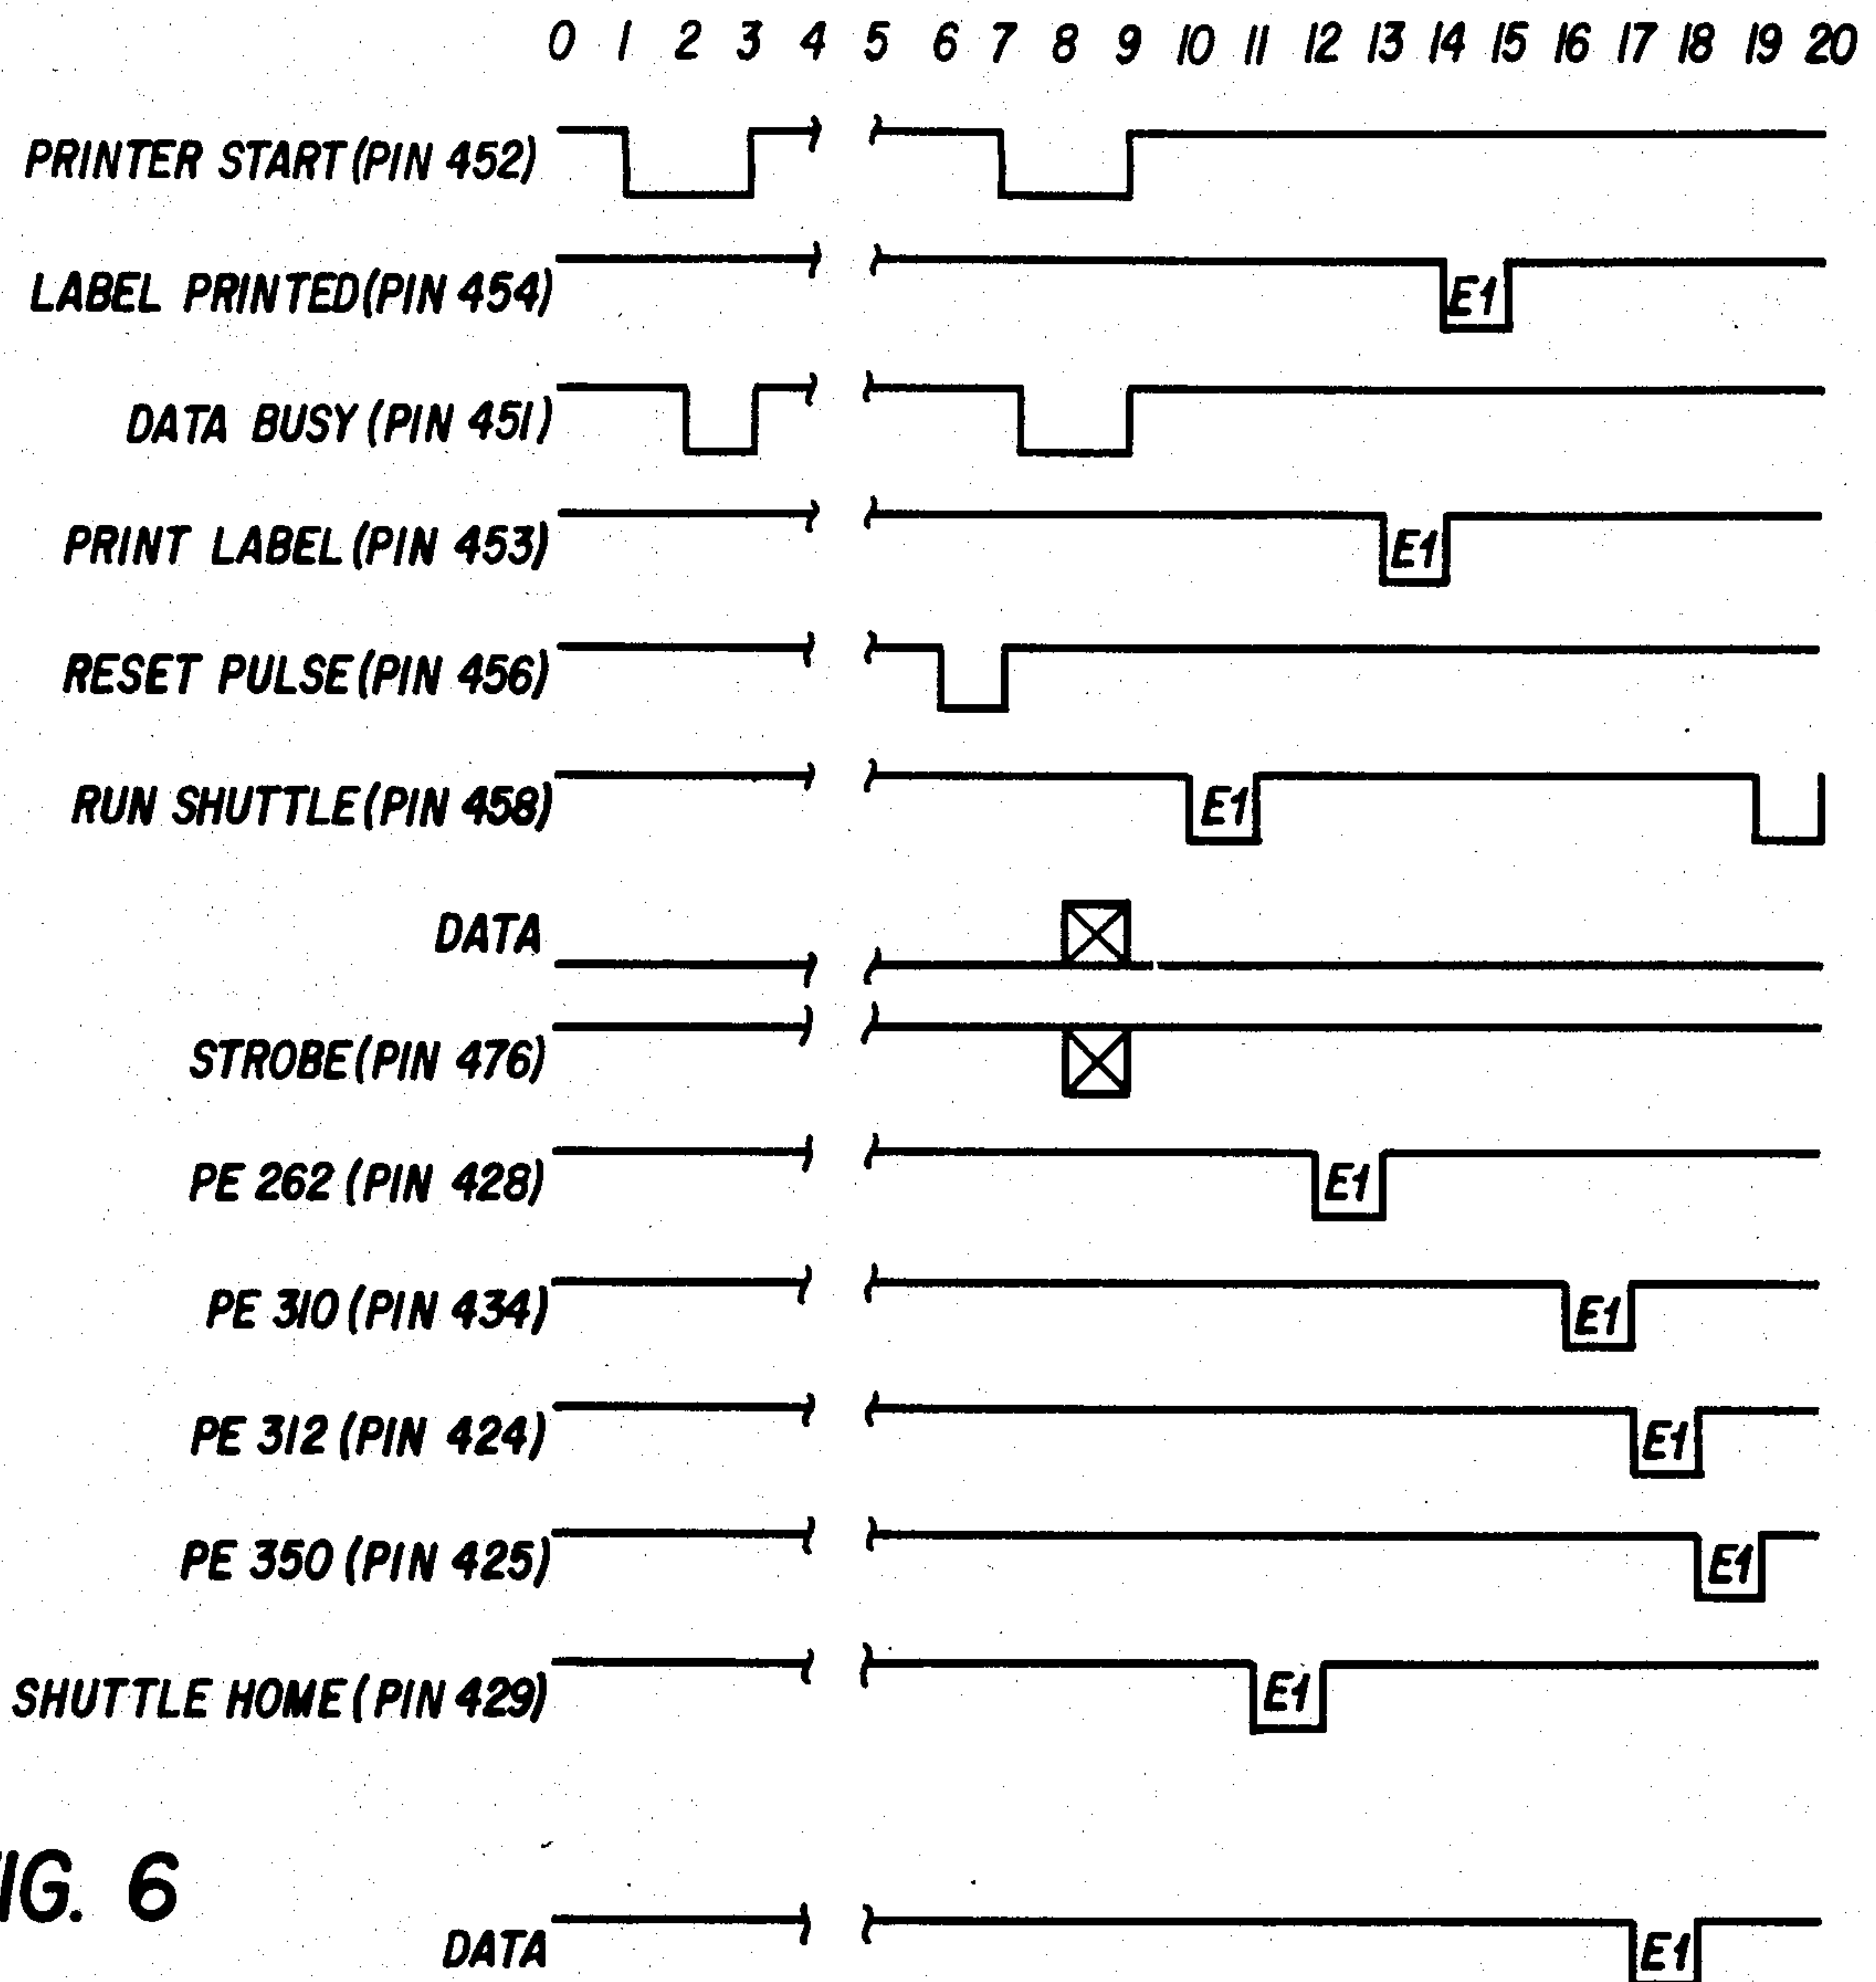 0 1 2 3 4 5 6 7 8 9 10 11 12 13 14 15 16 17 18 19 20
PRINTER START (PIN 452)
LABEL PRINTED (PIN 454)
E1
DATA BUSY (PIN 451)
PRINT LABEL (PIN 453)
E1
RESET PULSE (PIN 456)
RUN SHUTTLE (PIN 458)
E1
DATA
STROBE (PIN 476)
PE 262 (PIN 428)
E1
PE 310 (PIN 434)
E1
PE 312 (PIN 424)
E1
PE 350 (PIN 425)
E1
SHUTTLE HOME (PIN 429)
E1
IG. 6
DATA
E1